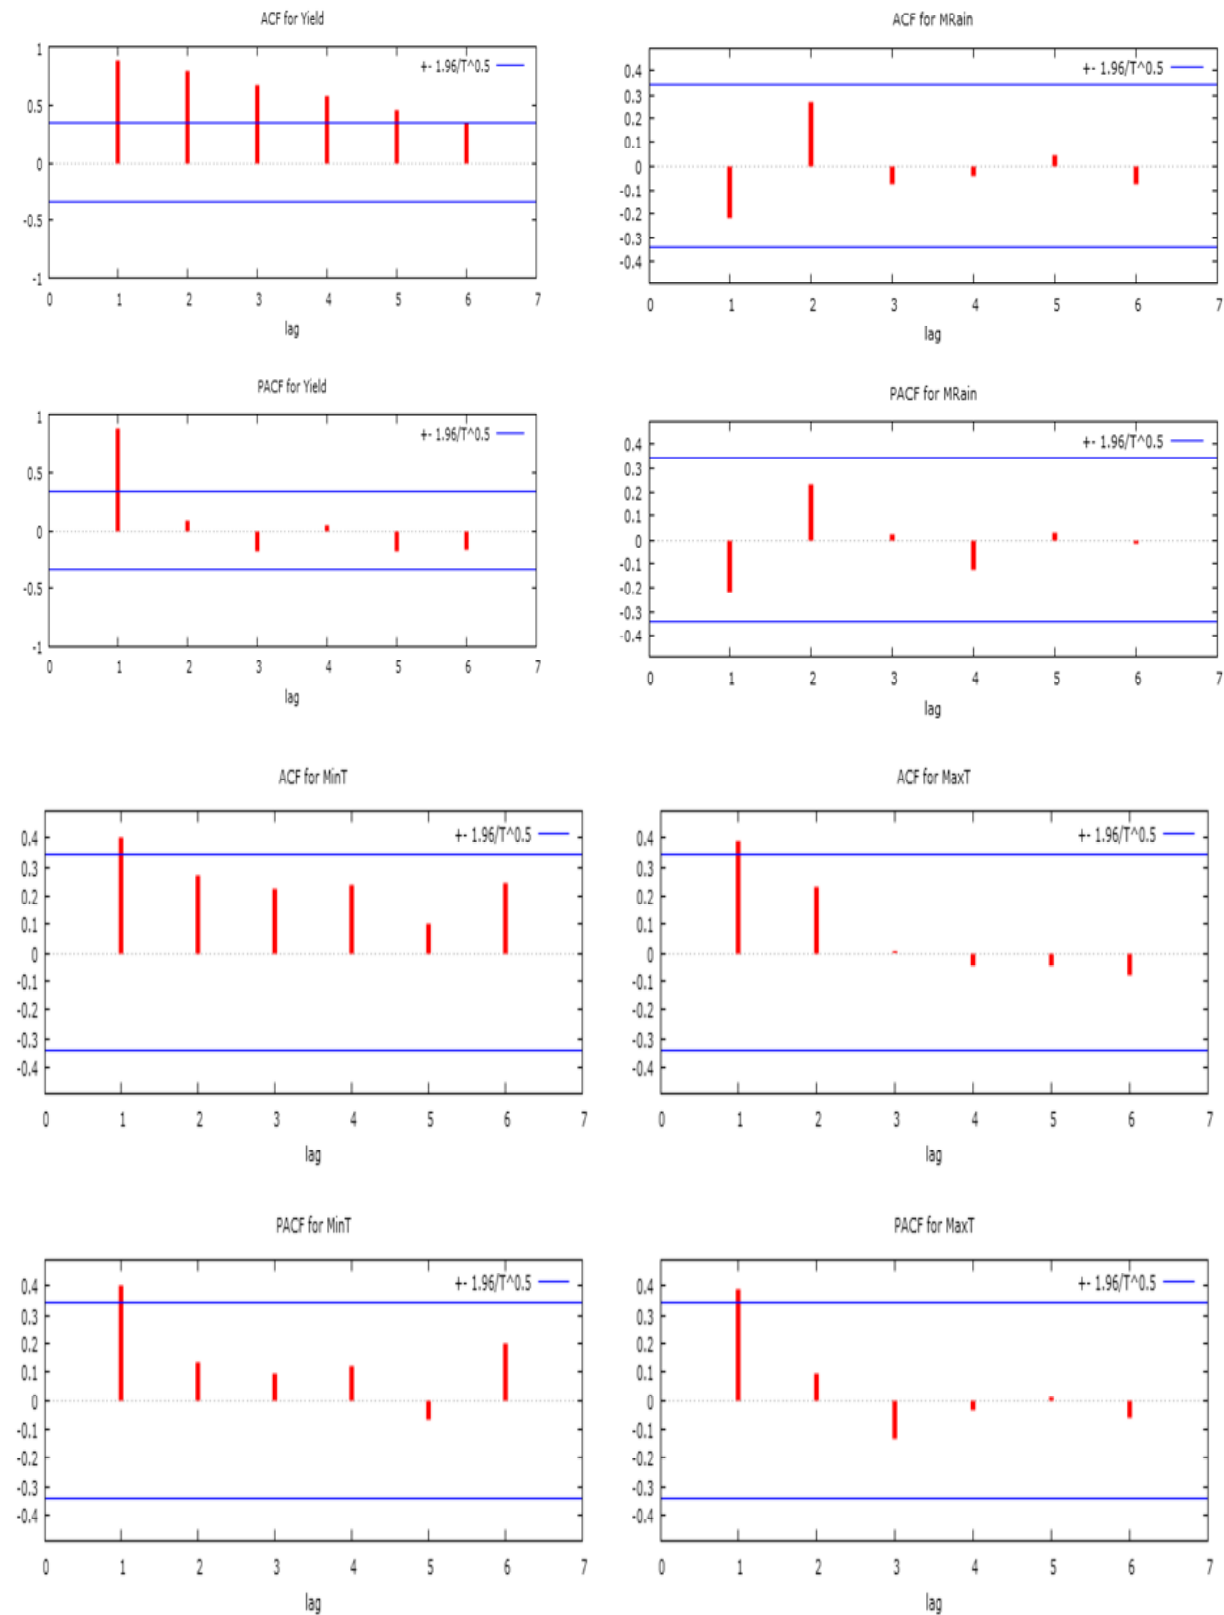 ACF for Yield
+- 1.96/T^0.5
1
0.5
0
-0.5
-1
0 1 2 3 4 5 6 7
lag
PACF for Yield
+- 1.96/T^0.5
1
0.5
0
-0.5
-1
0 1 2 3 4 5 6 7
lag
ACF for MRain
+- 1.96/T^0.5
0.4
0.3
0.2
0.1
0
-0.1
-0.2
-0.3
-0.4
0 1 2 3 4 5 6 7
lag
PACF for MRain
+- 1.96/T^0.5
0.4
0.3
0.2
0.1
0
-0.1
-0.2
-0.3
-0.4
0 1 2 3 4 5 6 7
lag
ACF for MinT
+- 1.96/T^0.5
0.4
0.3
0.2
0.1
0
-0.1
-0.2
-0.3
-0.4
0 1 2 3 4 5 6 7
lag
PACF for MinT
+- 1.96/T^0.5
0.4
0.3
0.2
0.1
0
-0.1
-0.2
-0.3
-0.4
0 1 2 3 4 5 6 7
lag
ACF for MaxT
+- 1.96/T^0.5
0.4
0.3
0.2
0.1
0
-0.1
-0.2
-0.3
-0.4
0 1 2 3 4 5 6 7
lag
PACF for MaxT
+- 1.96/T^0.5
0.4
0.3
0.2
0.1
0
-0.1
-0.2
-0.3
-0.4
0 1 2 3 4 5 6 7
lag